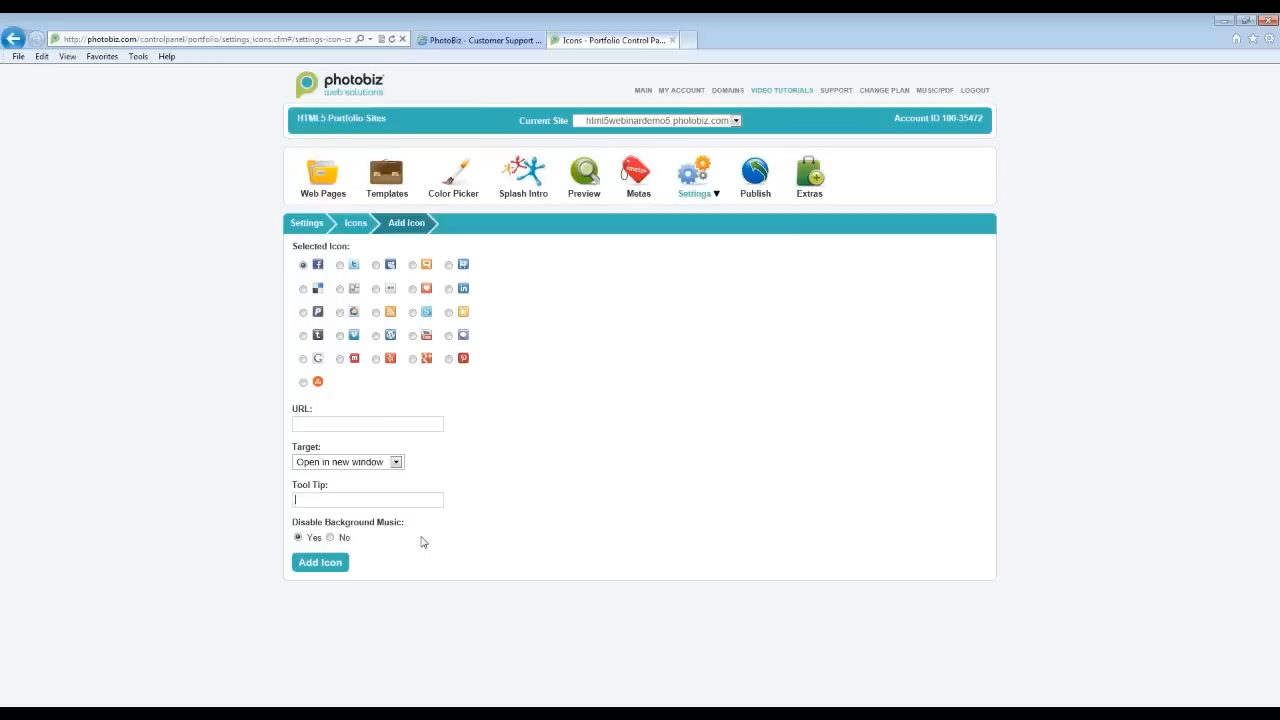 http://photobiz.com/controlpanel/portfolio/settings_icons.cfm#/settings-icon-cr
PhotoBiz - Customer Support ...
Icons - Portfolio Control Pa...
File Edit View Favorites Tools Help
photobiz
web solutions
MAIN MY ACCOUNT DOMAINS VIDEO TUTORIALS SUPPORT CHANGE PLAN MUSIC/PDF LOGOUT
HTML5 Portfolio Sites Current Site html5webinardemo5.photobiz.com Account ID 100-35472
<meta>
Web Pages Templates Color Picker Splash Intro Preview Metas Settings▼ Publish Extras
Settings Icons Add Icon
Selected Icon:
URL:
Target:
Open in new window
Tool Tip:
Disable Background Music:
Yes No
Add Icon